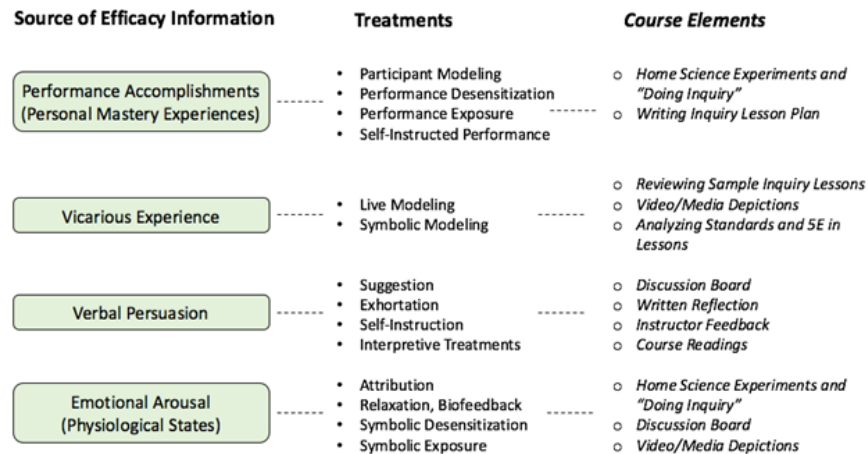 Source of Efficacy Information
Treatments
Course Elements
Performance Accomplishments
(Personal Mastery Experiences)
• Participant Modeling
• Performance Desensitization
• Performance Exposure
• Self-Instructed Performance
o Home Science Experiments and
"Doing Inquiry"
o Writing Inquiry Lesson Plan
Vicarious Experience
• Live Modeling
• Symbolic Modeling
o Reviewing Sample Inquiry Lessons
o Video/Media Depictions
o Analyzing Standards and 5E in
Lessons
Verbal Persuasion
• Suggestion
• Exhortation
• Self-Instruction
• Interpretive Treatments
o Discussion Board
o Written Reflection
o Instructor Feedback
o Course Readings
Emotional Arousal
(Physiological States)
• Attribution
• Relaxation, Biofeedback
• Symbolic Desensitization
• Symbolic Exposure
o Home Science Experiments and
"Doing Inquiry"
o Discussion Board
o Video/Media Depictions